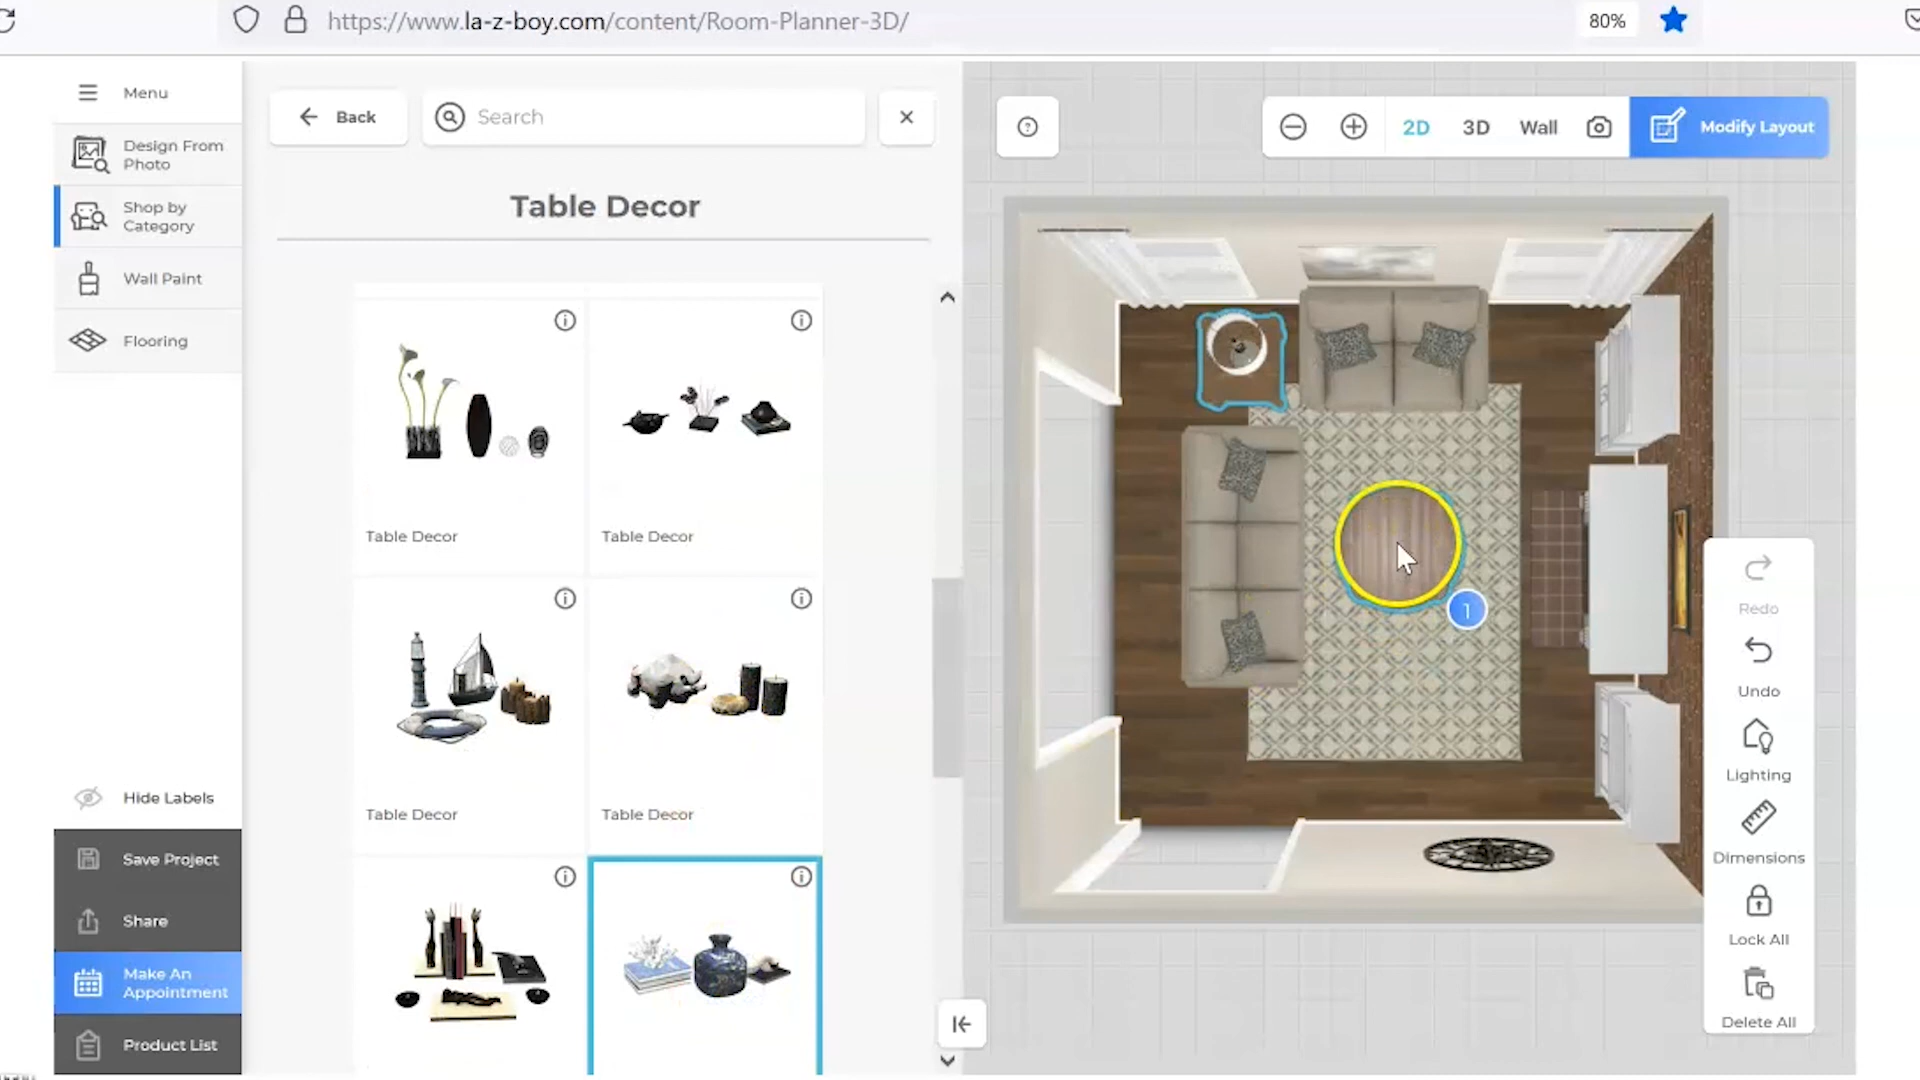 https://www.la-z-boy.com/content/Room-Planner-3D/
80%
Menu
Design From
Photo
Shop by
Category
Wall Paint
Flooring
Hide Labels
Save Project
Share
Make An
Appointment
Product List
Back
Search
Table Decor
Table Decor
Table Decor
Table Decor
Table Decor
2D
3D
Wall
Modify Layout
1
Redo
Undo
Lighting
Dimensions
Lock All
Delete All